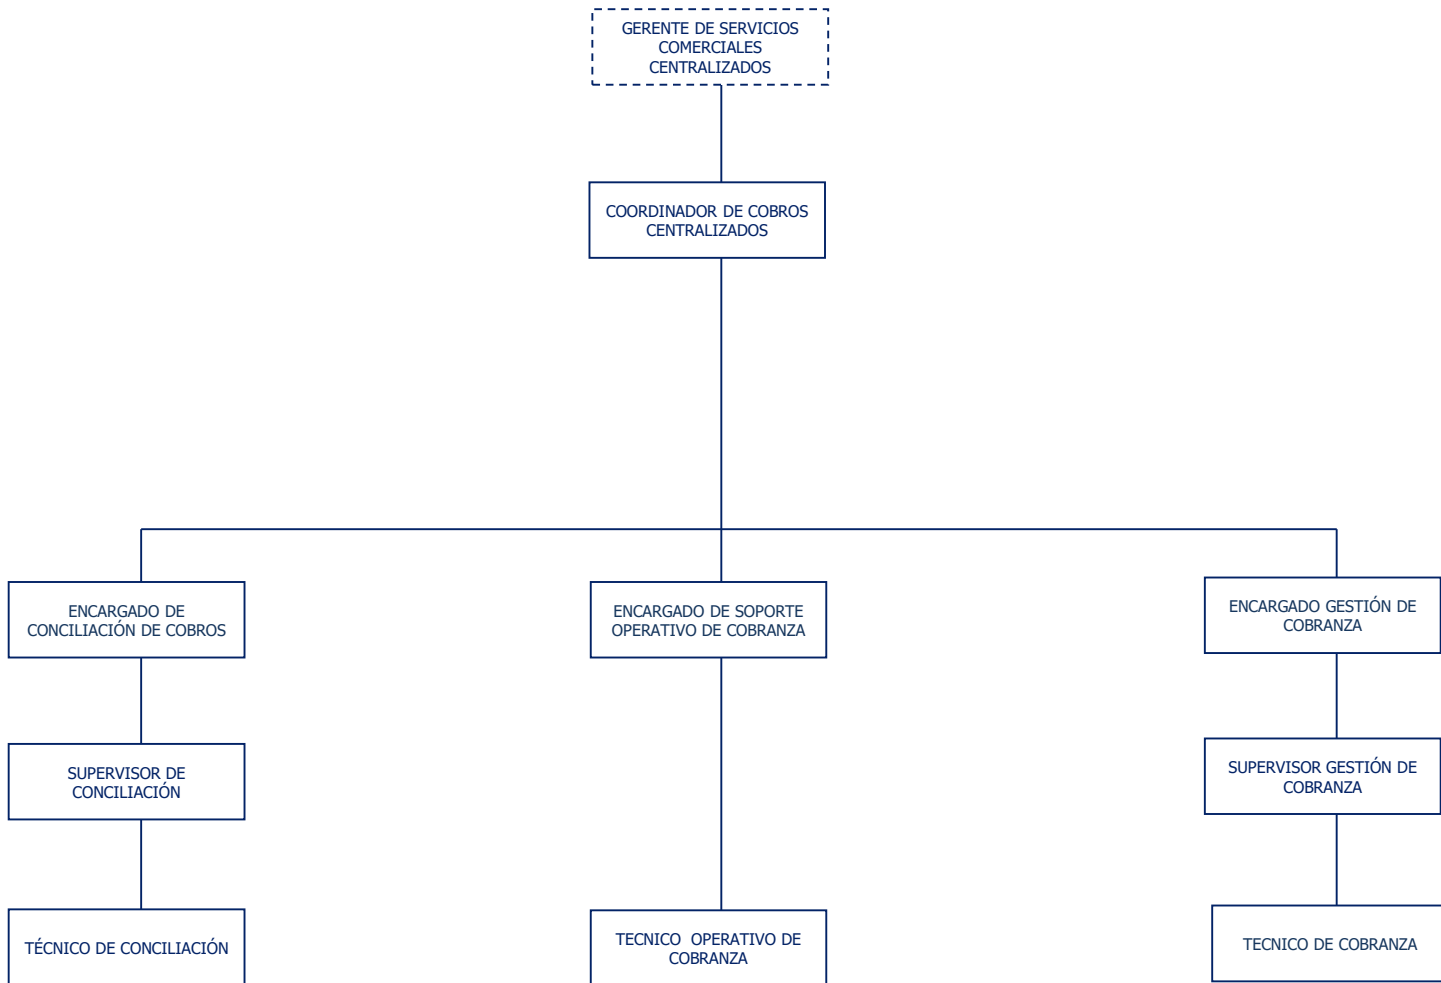 GERENTE DE SERVICIOS
COMERCIALES
CENTRALIZADOS
COORDINADOR DE COBROS
CENTRALIZADOS
ENCARGADO DE
CONCILIACIÓN DE COBROS
ENCARGADO DE SOPORTE
OPERATIVO DE COBRANZA
ENCARGADO GESTIÓN DE
COBRANZA
SUPERVISOR DE
CONCILIACIÓN
SUPERVISOR GESTIÓN DE
COBRANZA
TÉCNICO DE CONCILIACIÓN
TECNICO  OPERATIVO DE
COBRANZA
TECNICO DE COBRANZA